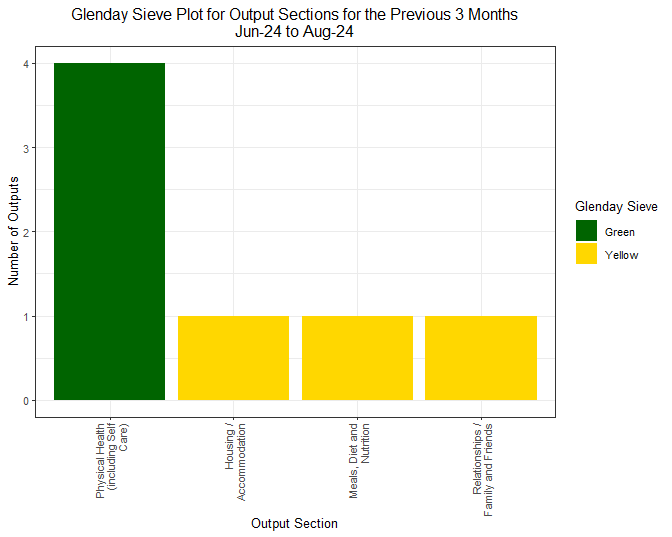 Glenday Sieve Plot for Output Sections for the Previous 3 Months
Jun-24 to Aug-24
Number of Outputs
4
3
2
1
0
Physical Health
(including Self
Care)
Housing /
Accommodation
Meals, Diet and
Nutrition
Relationships /
Family and Friends
Output Section
Glenday Sieve
Green
Yellow